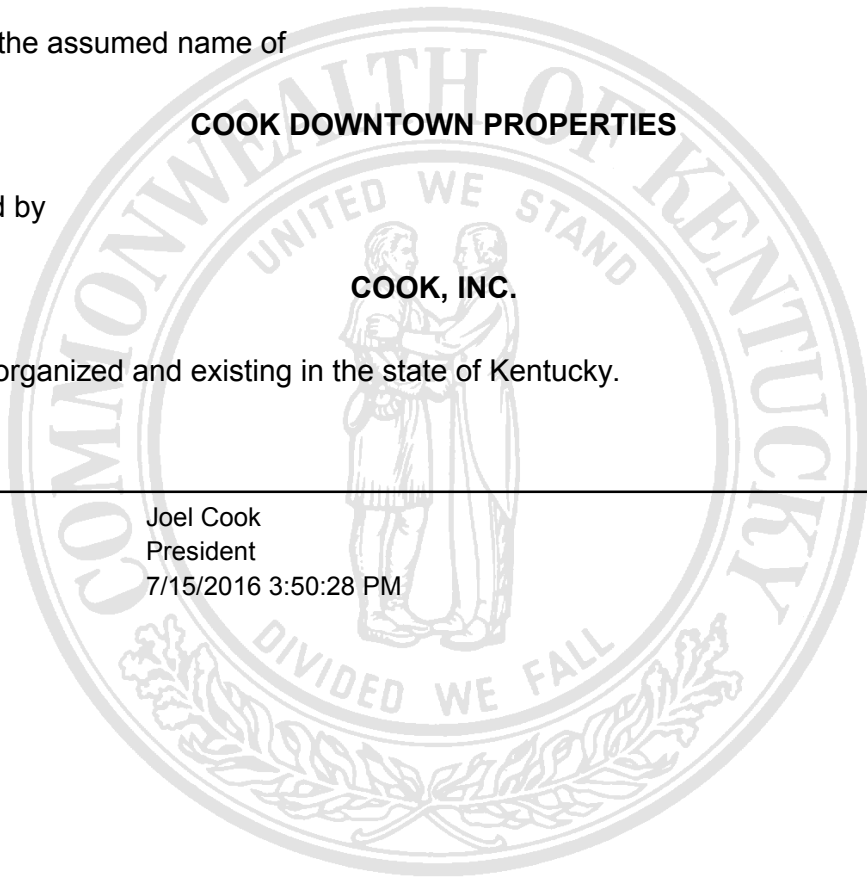 the assumed name of
COOK DOWNTOWN PROPERTIES
d by
COOK, INC.
organized and existing in the state of Kentucky.
Joel Cook
President
7/15/2016 3:50:28 PM
COMMONWEALTH OF KENTUCKY
UNITED WE STAND
DIVIDED WE FALL